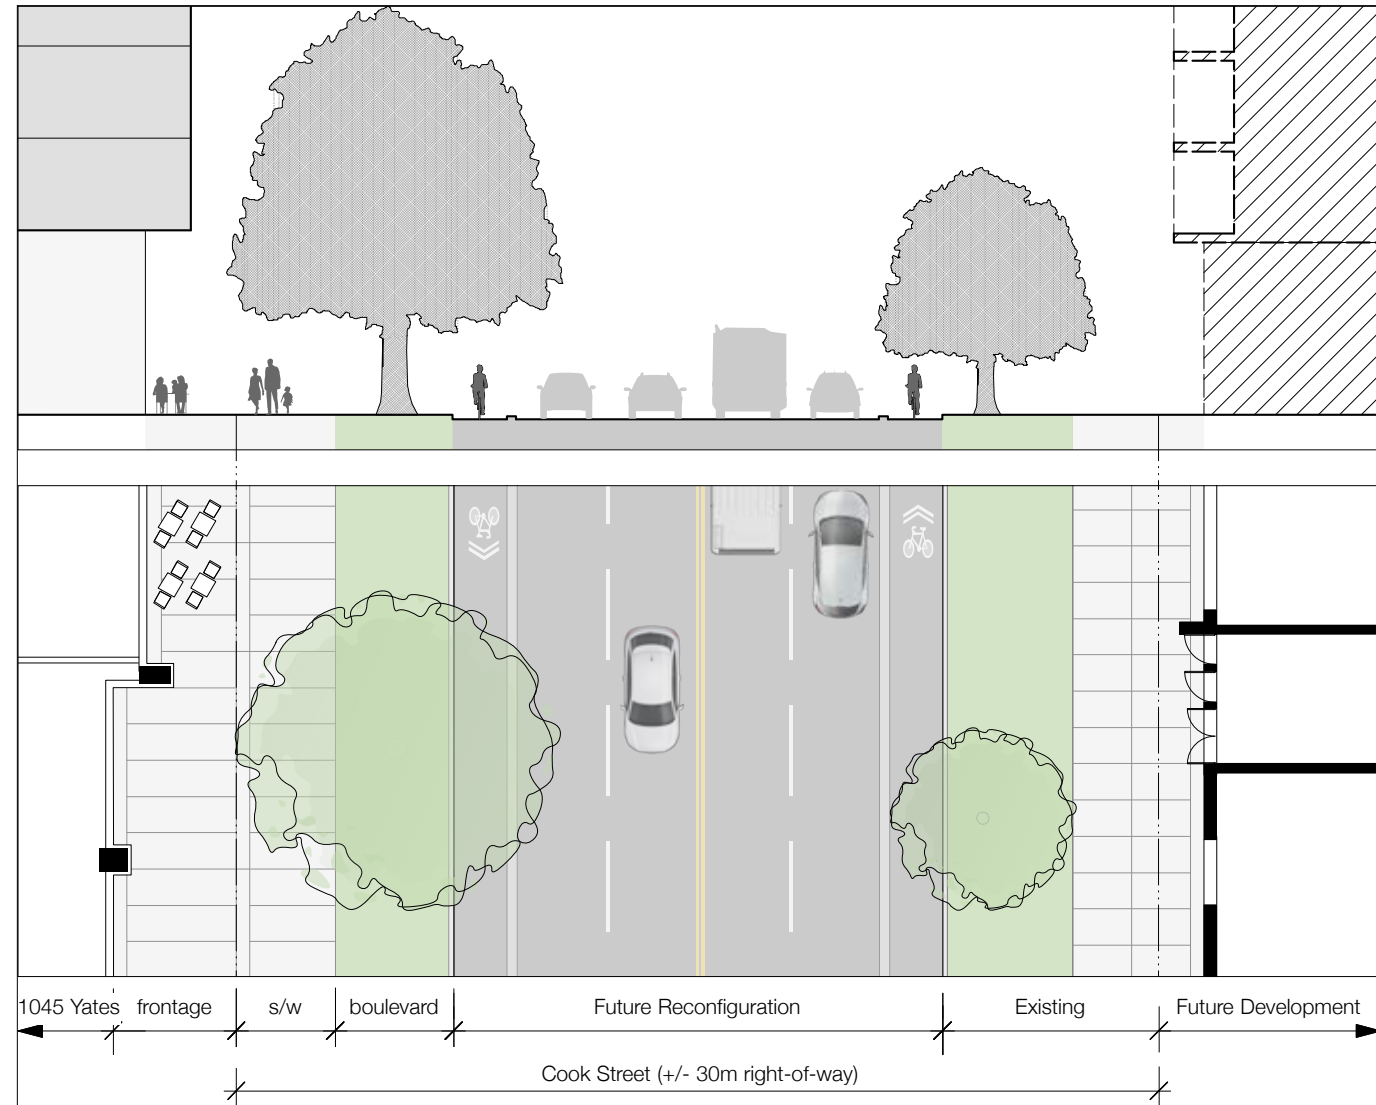 1045 Yates
frontage
s/w
boulevard
Future Reconfiguration
Existing
Future Development
Cook Street (+/- 30m right-of-way)